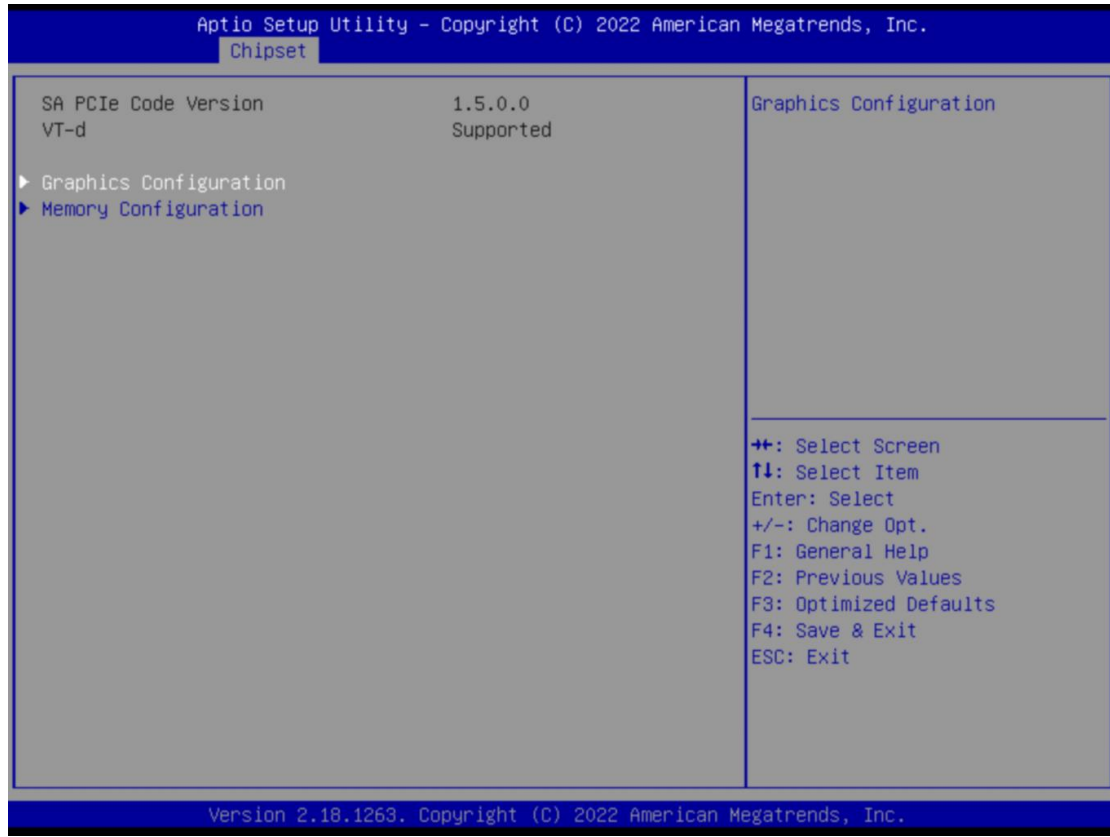 Aptio Setup Utility – Copyright (C) 2022 American Megatrends, Inc.
Chipset
SA PCIe Code Version 1.5.0.0
VT-d Supported
▶ Graphics Configuration
▶ Memory Configuration
Graphics Configuration
→←: Select Screen
↑↓: Select Item
Enter: Select
+/-: Change Opt.
F1: General Help
F2: Previous Values
F3: Optimized Defaults
F4: Save & Exit
ESC: Exit
Version 2.18.1263. Copyright (C) 2022 American Megatrends, Inc.